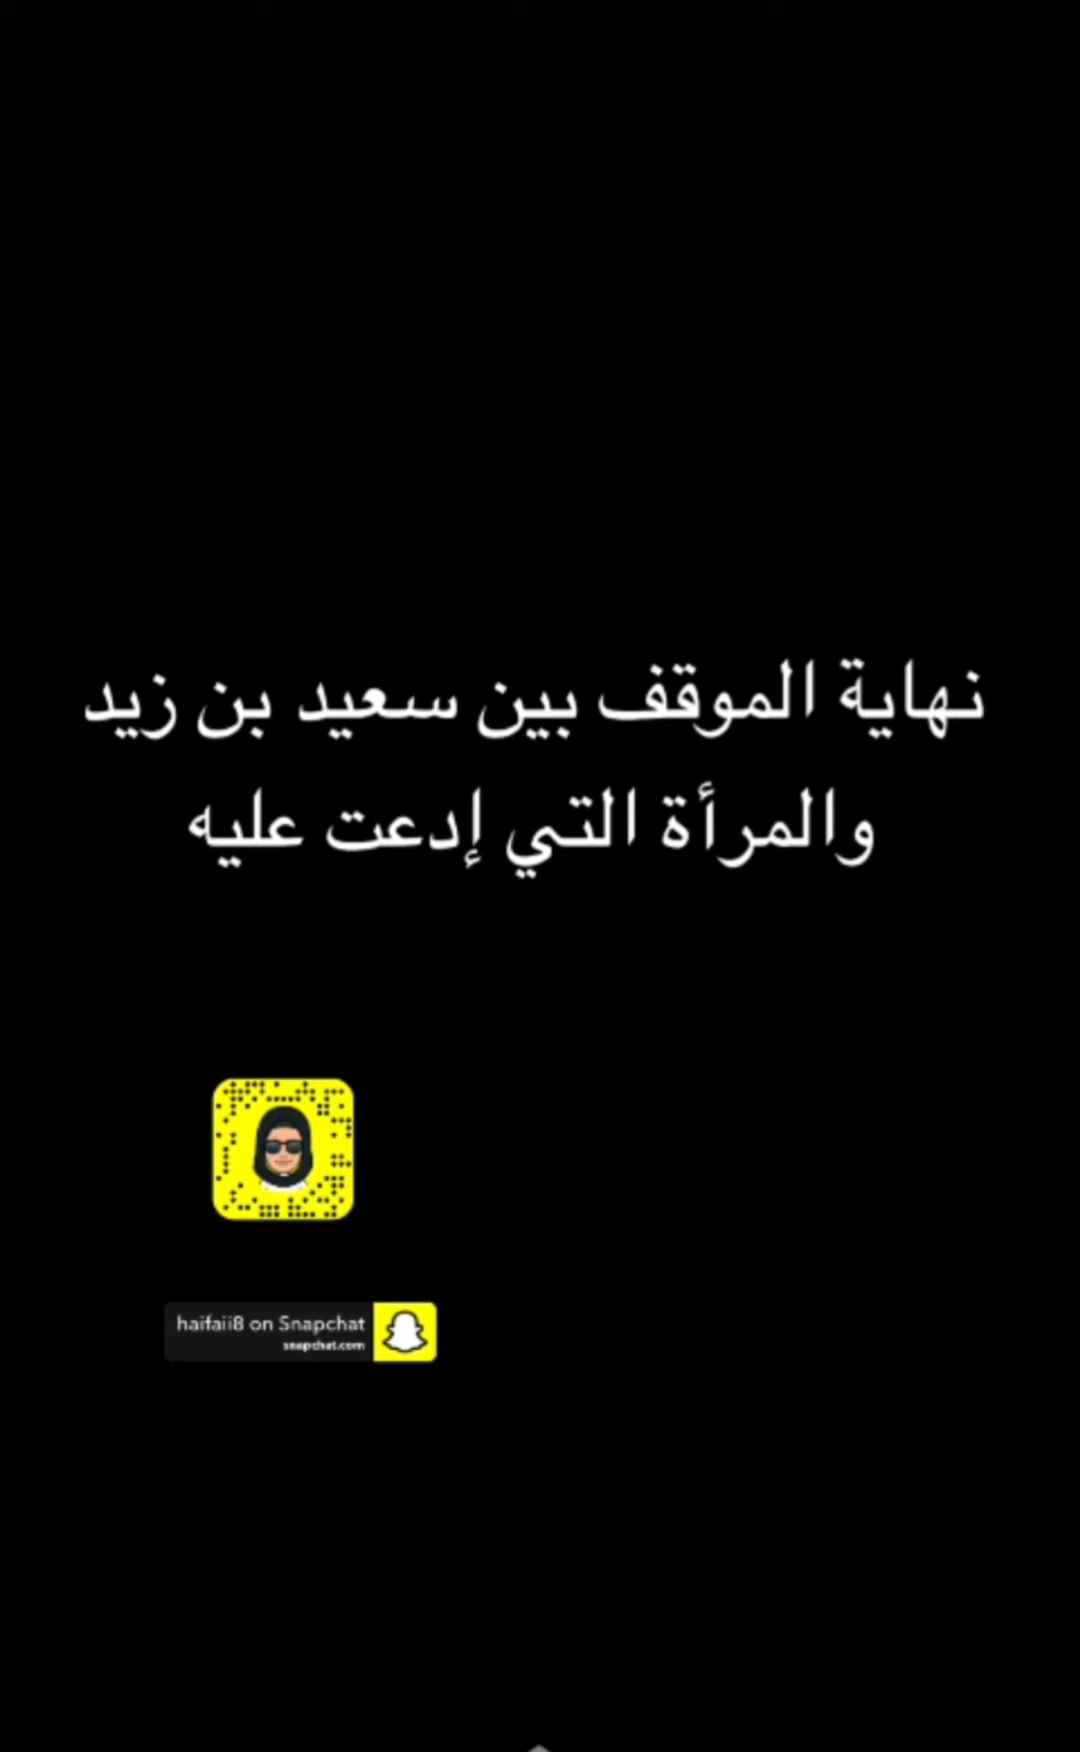 نهاية الموقف بين سعيد بن زيد
والمرأة التي إدعت عليه
haifaii8 on Snapchat
snapchat.com